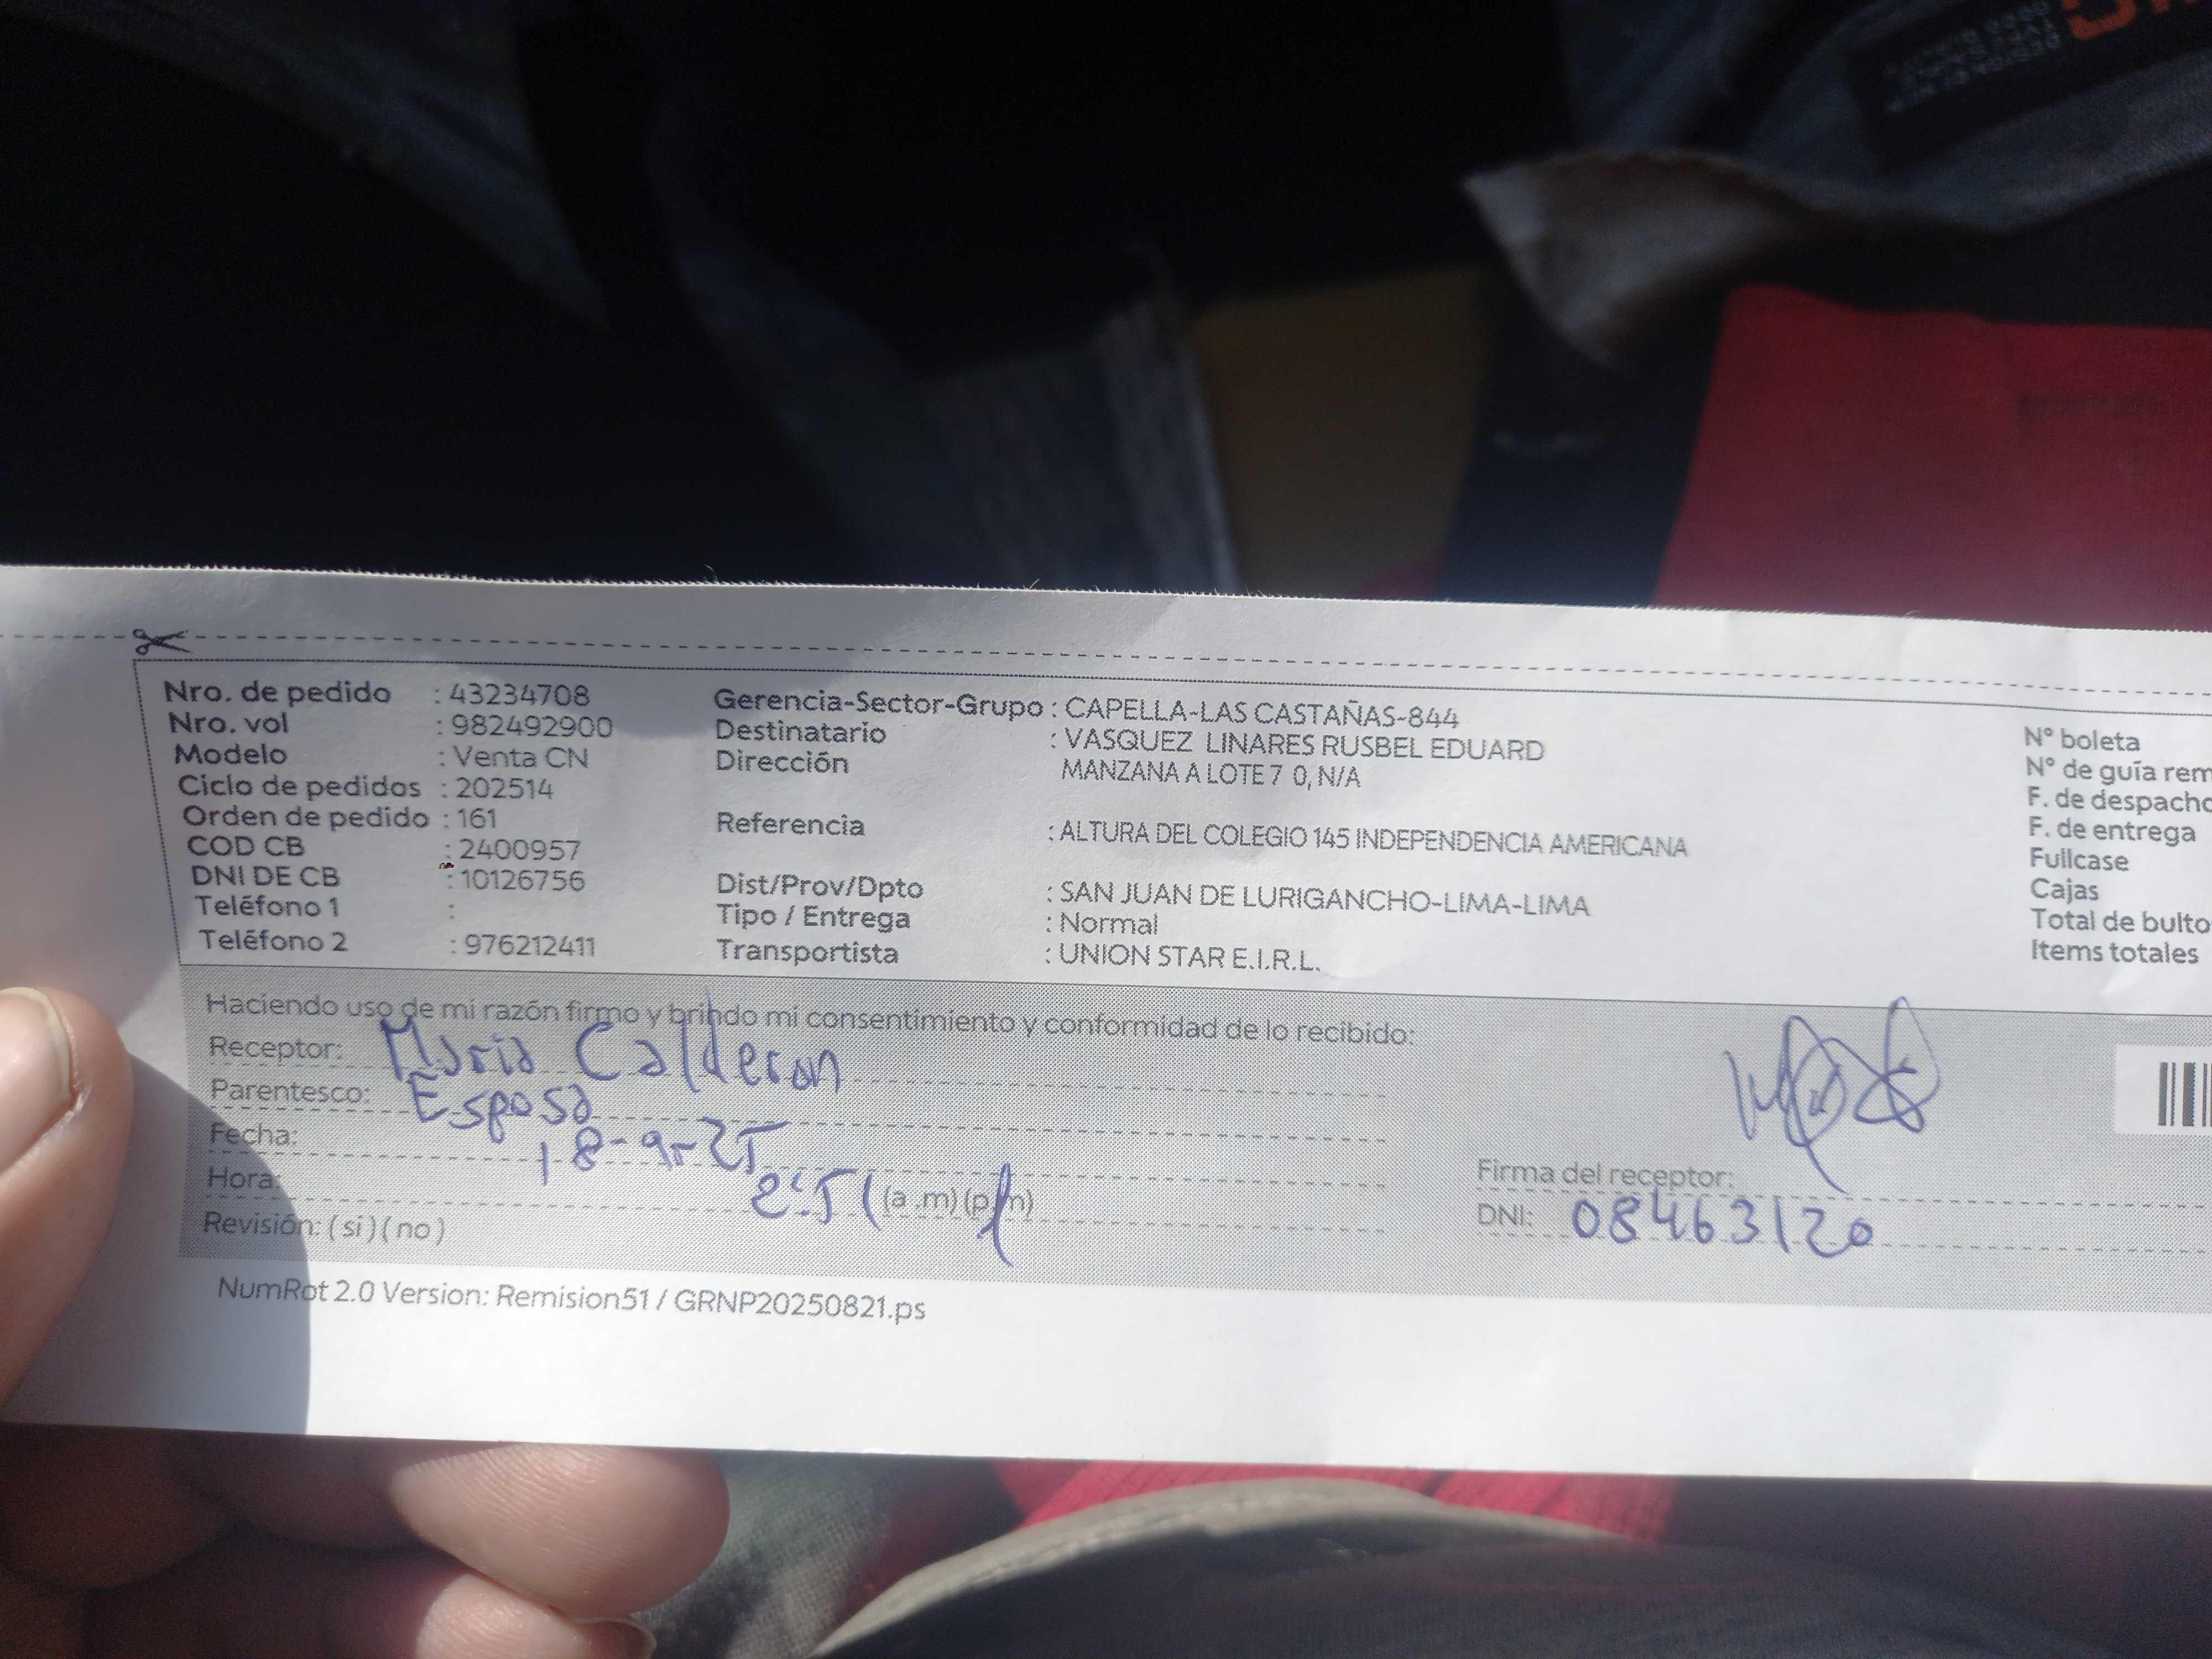 Nro. de pedido : 43234708
Nro. vol : 982492900
Modelo : Venta CN
Ciclo de pedidos : 202514
Orden de pedido : 161
COD CB : 2400957
DNI DE CB : 10126756
Teléfono 1 :
Teléfono 2 : 976212411
Gerencia-Sector-Grupo : CAPELLA-LAS CASTAÑAS-844
Destinatario : VASQUEZ LINARES RUSBEL EDUARD
Dirección MANZANA A LOTE 7 0, N/A
Referencia : ALTURA DEL COLEGIO 145 INDEPENDENCIA AMERICANA
Dist/Prov/Dpto : SAN JUAN DE LURIGANCHO-LIMA-LIMA
Tipo / Entrega : Normal
Transportista : UNION STAR E.I.R.L.
N° boleta
N° de guía rem
F. de despacho
F. de entrega
Fullcase
Cajas
Total de bulto
Items totales
Haciendo uso de mi razón firmo y brindo mi consentimiento y conformidad de lo recibido:
Receptor: Maria Calderon
Parentesco: Esposa
Fecha: 18-9-25
Hora: 2:51 (a .m) (p.m)
Revisión: ( si ) ( no )
Firma del receptor:
DNI: 08463120
NumRot 2.0 Version: Remision51 / GRNP20250821.ps